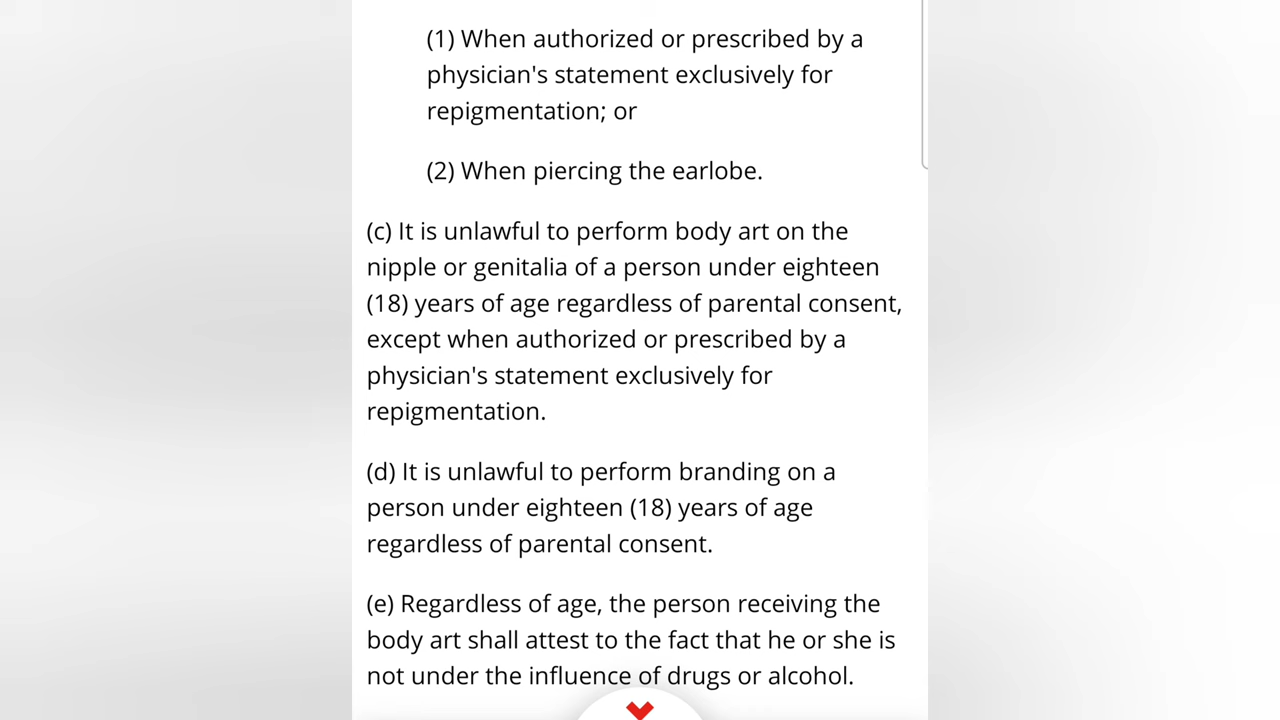 (1) When authorized or prescribed by a
physician's statement exclusively for
repigmentation; or
(2) When piercing the earlobe.
(c) It is unlawful to perform body art on the
nipple or genitalia of a person under eighteen
(18) years of age regardless of parental consent,
except when authorized or prescribed by a
physician's statement exclusively for
repigmentation.
(d) It is unlawful to perform branding on a
person under eighteen (18) years of age
regardless of parental consent.
(e) Regardless of age, the person receiving the
body art shall attest to the fact that he or she is
not under the influence of drugs or alcohol.